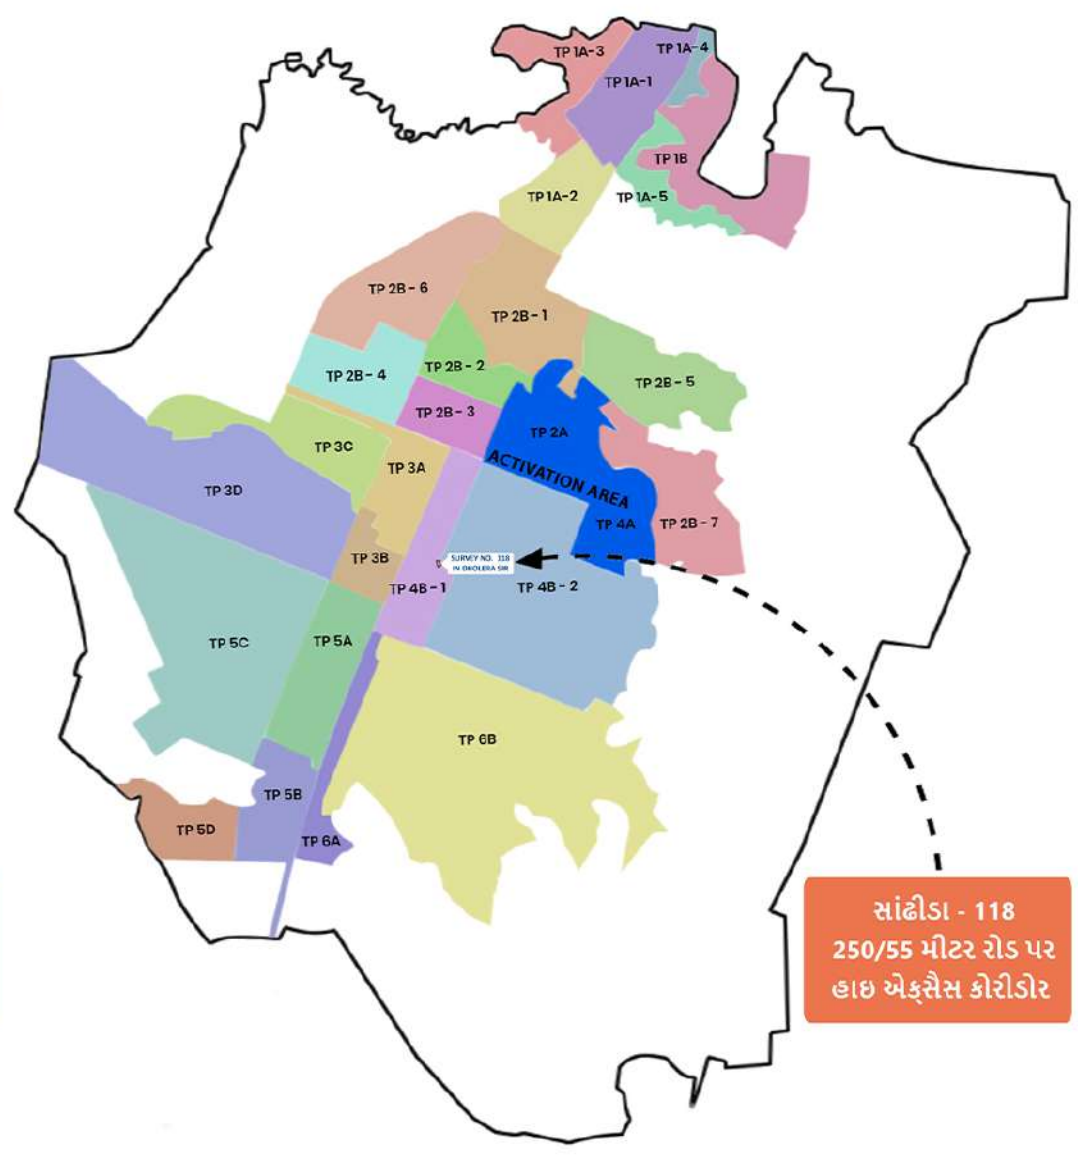 TP 1A-3
TP 1A-4
TP 1A-1
TP 1B
TP 1A-2
TP 1A-5
TP 2B - 6
TP 2B - 1
TP 2B - 2
TP 2B - 4
TP 2B - 5
TP 2B - 3
TP 2A
TP 3C
TP 3A
ACTIVATION AREA
TP 3D
TP 4A
TP 2B - 7
TP 3B
SURVEY NO. 118
IN DHOLERA SIR
TP 4B - 1
TP 4B - 2
TP 5C
TP 5A
TP 6B
TP 5B
TP 5D
TP 6A
સાંઢીડા - 118
250/55 મીટર રોડ પર
હાઇ એક્સૈસ કોરીડોર